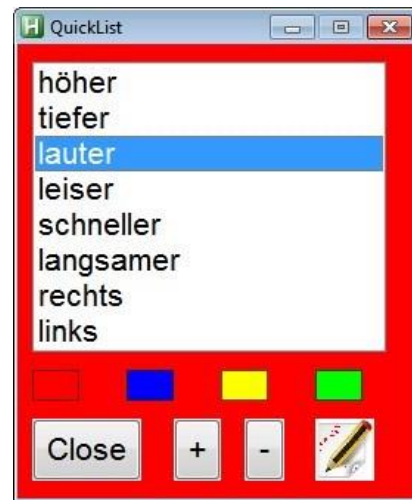 H QuickList
höher
tiefer
lauter
leiser
schneller
langsamer
rechts
links
Close + -